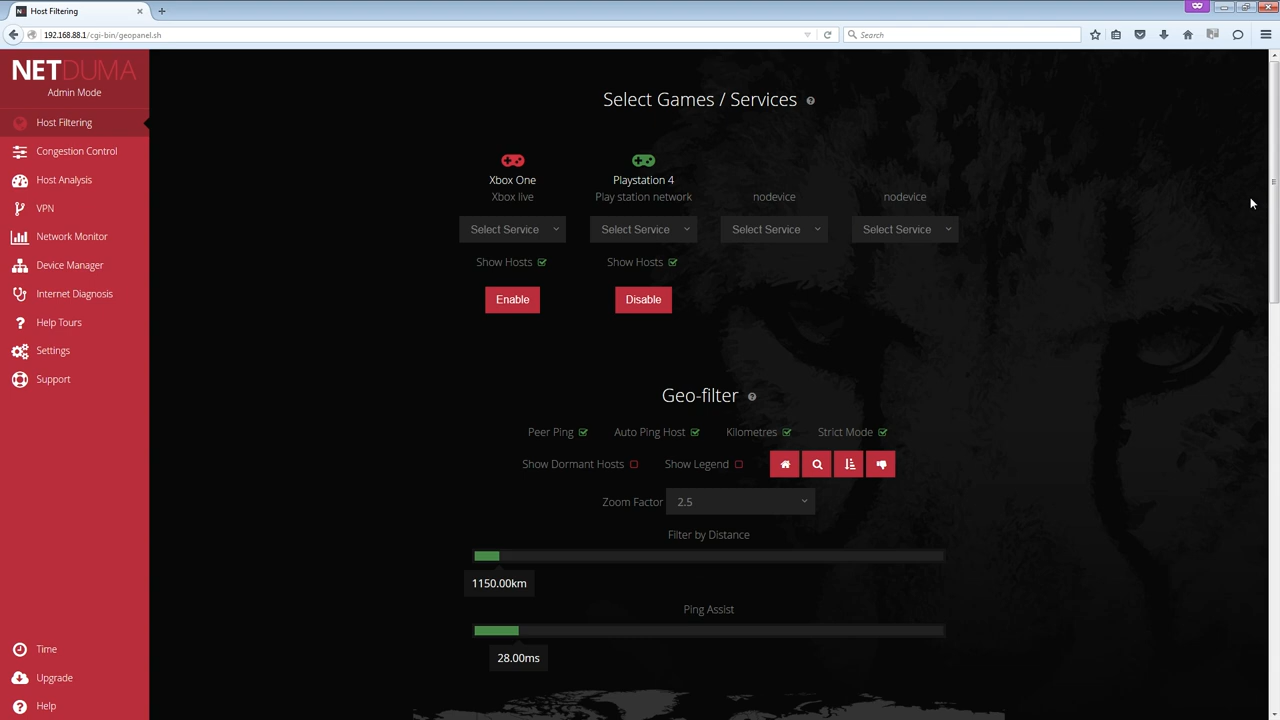 Host Filtering
192.168.88.1/cgi-bin/geopanel.sh
Search
NETDUMA
Admin Mode
Host Filtering
Congestion Control
Host Analysis
VPN
Network Monitor
Device Manager
Internet Diagnosis
Help Tours
Settings
Support
Time
Upgrade
Help
Select Games / Services
Xbox One Playstation 4
Xbox live Play station network nodevice nodevice
Select Service Select Service Select Service Select Service
Show Hosts Show Hosts
Enable Disable
Geo-filter
Peer Ping Auto Ping Host Kilometres Strict Mode
Show Dormant Hosts Show Legend
Zoom Factor 2.5
Filter by Distance
1150.00km
Ping Assist
28.00ms